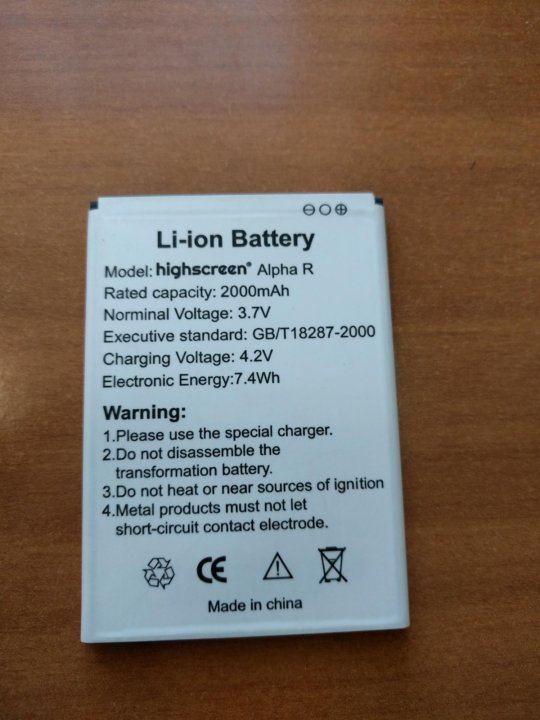 ⊖○⊕
Li-ion Battery
Model: highscreen® Alpha R
Rated capacity: 2000mAh
Norminal Voltage: 3.7V
Executive standard: GB/T18287-2000
Charging Voltage: 4.2V
Electronic Energy:7.4Wh
Warning:
1.Please use the special charger.
2.Do not disassemble the
transformation battery.
3.Do not heat or near sources of ignition
4.Metal products must not let
short-circuit contact electrode.
CE
Made in china